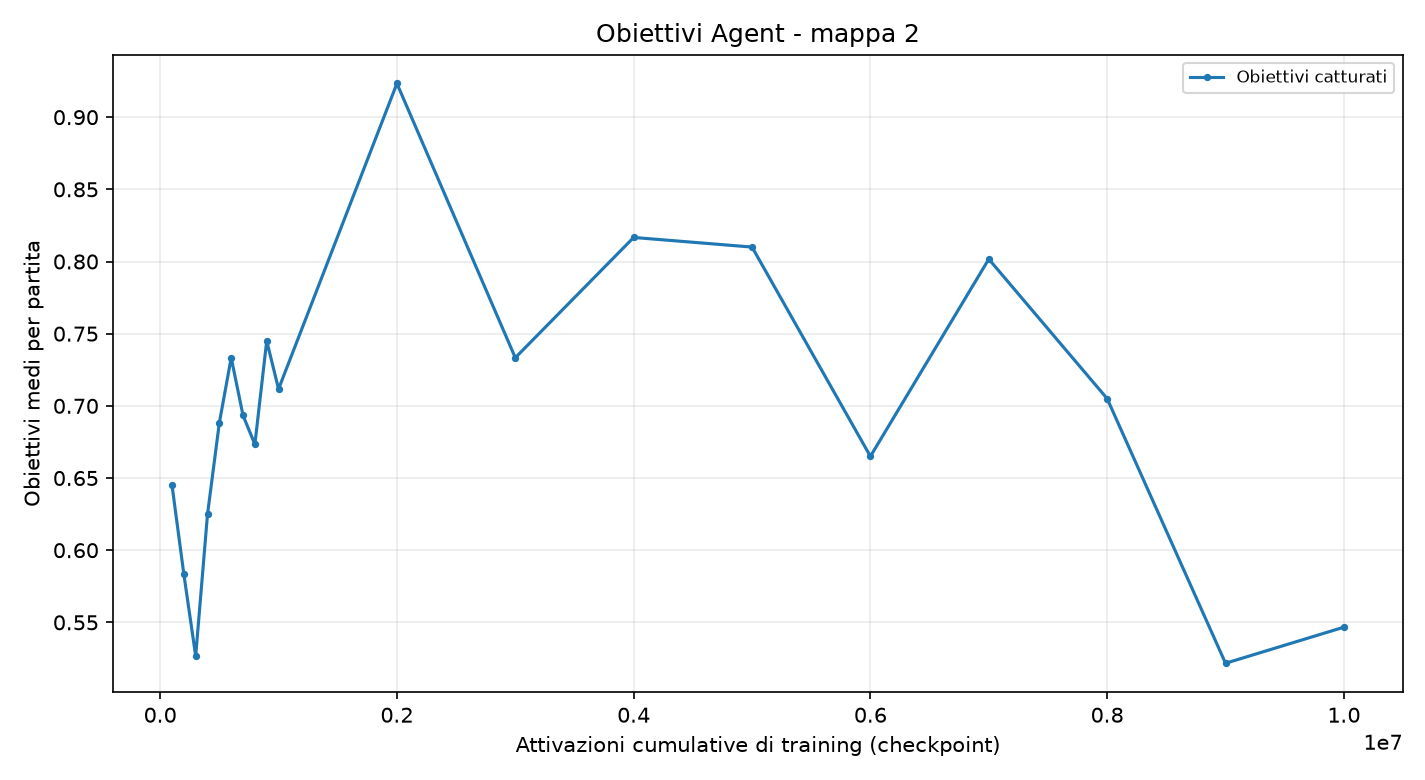 Obiettivi Agent - mappa 2
Obiettivi catturati
Obiettivi medi per partita
0.90
0.85
0.80
0.75
0.70
0.65
0.60
0.55
0.0 0.2 0.4 0.6 0.8 1.0
1e7
Attivazioni cumulative di training (checkpoint)